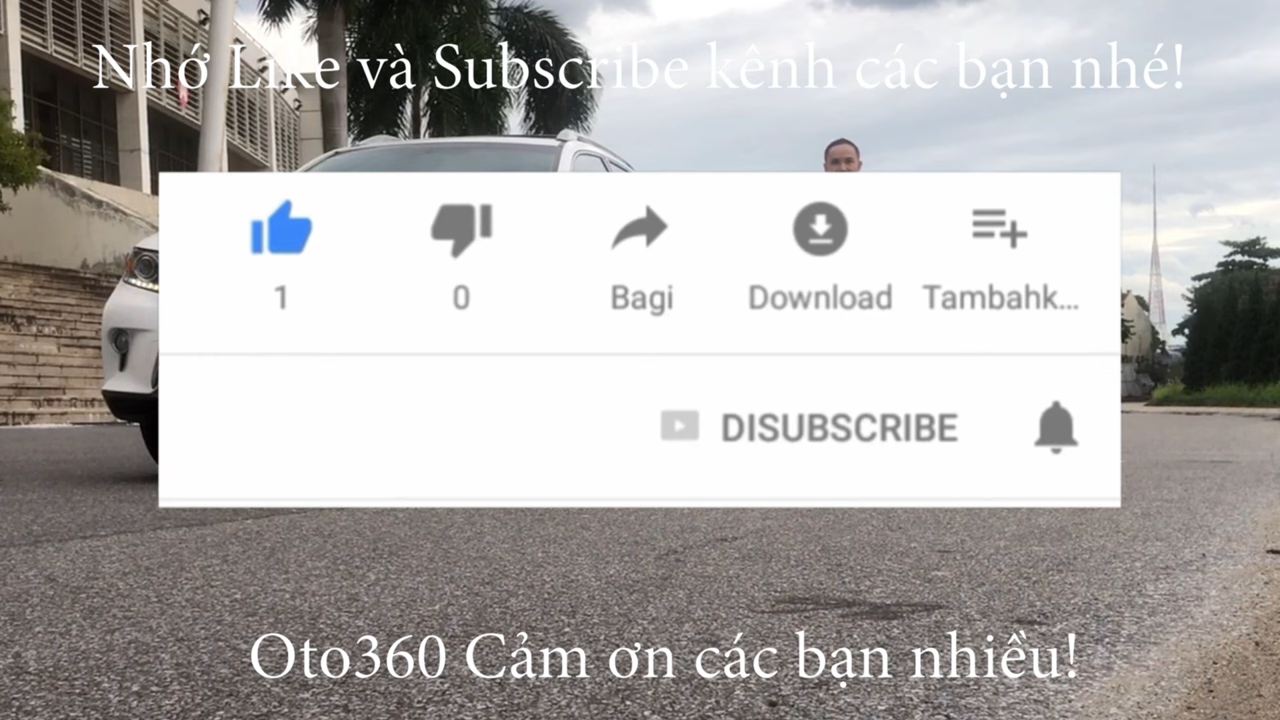 Nhớ Like và Subscribe kênh các bạn nhé!
1
0
Bagi
Download
Tambahk...
DISUBSCRIBE
Oto360 Cảm ơn các bạn nhiều!